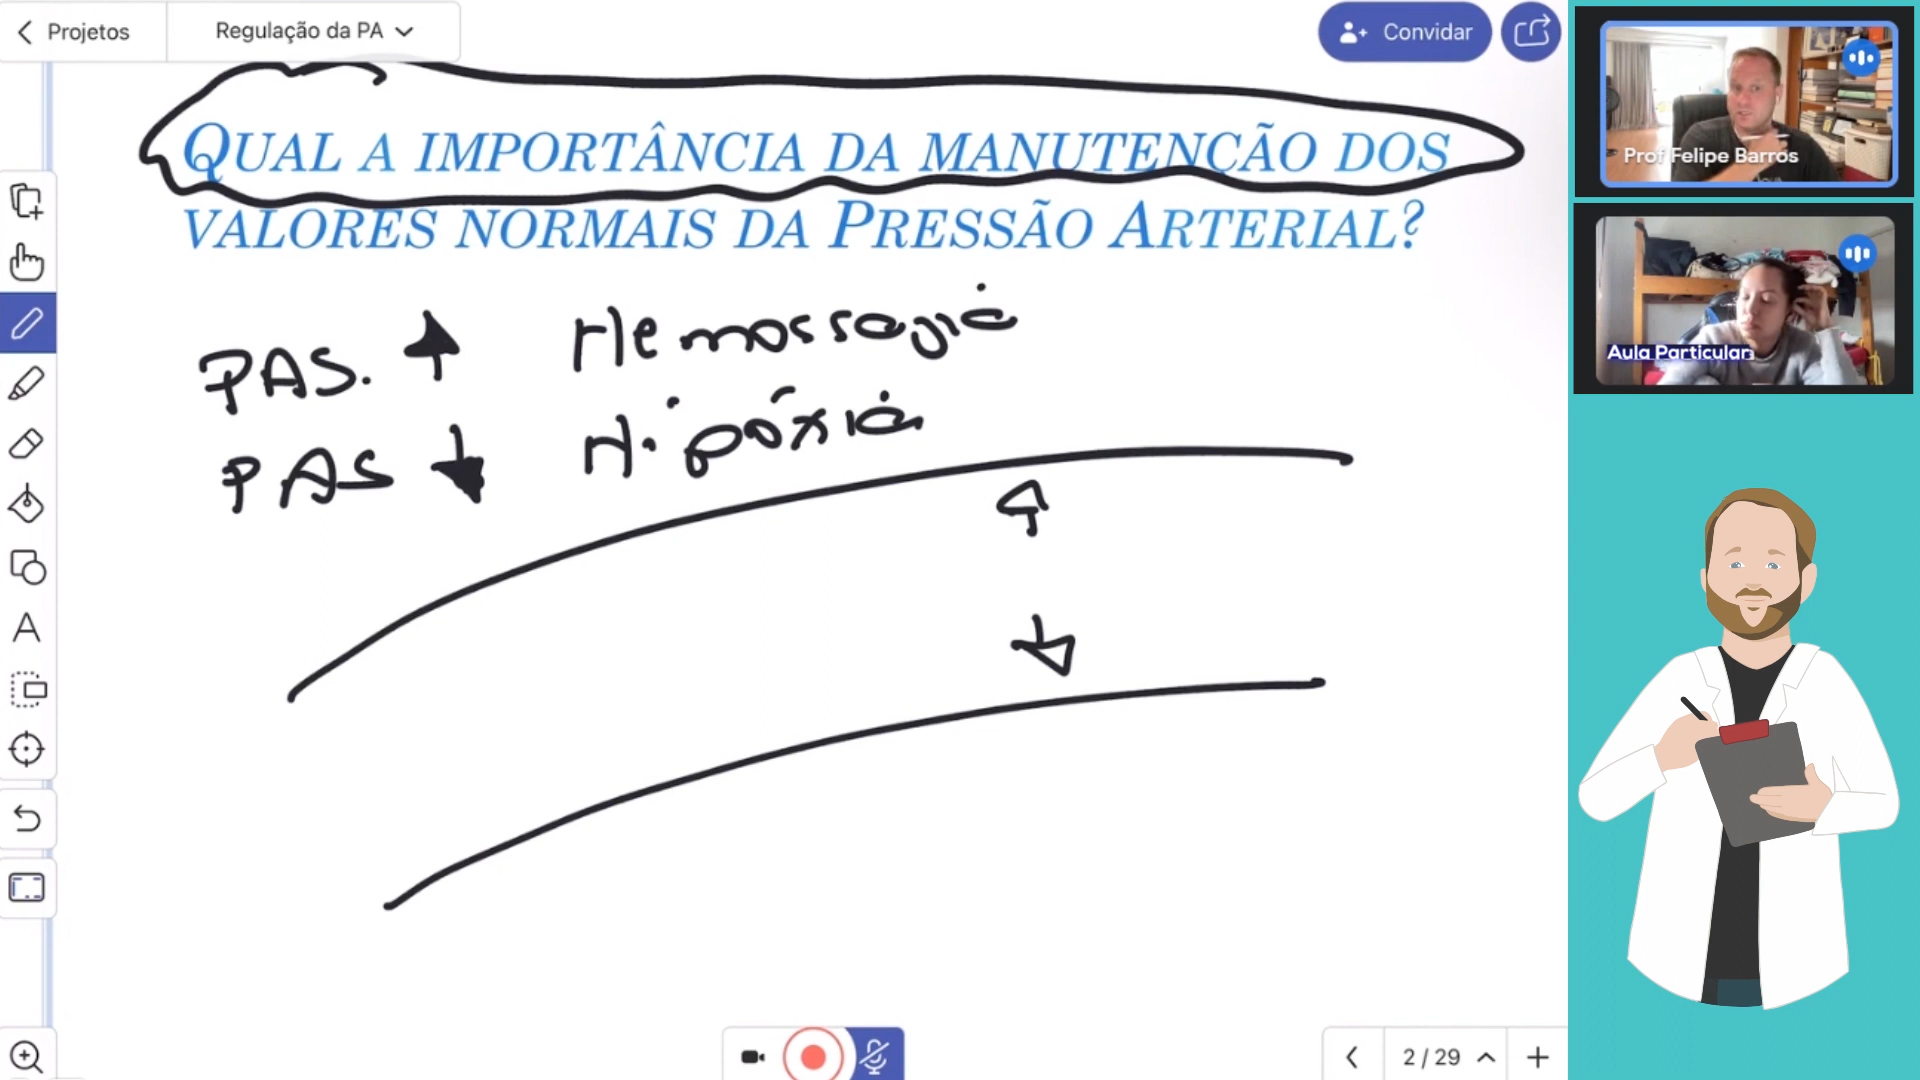 Projetos
Regulação da PA
Convidar
QUAL A IMPORTÂNCIA DA MANUTENÇÃO DOS
VALORES NORMAIS DA PRESSÃO ARTERIAL?
PAS. ↑ Hemorragia
PAS ↓ Hipóxia
Prof Felipe Barros
Aula Particular
A
2 / 29